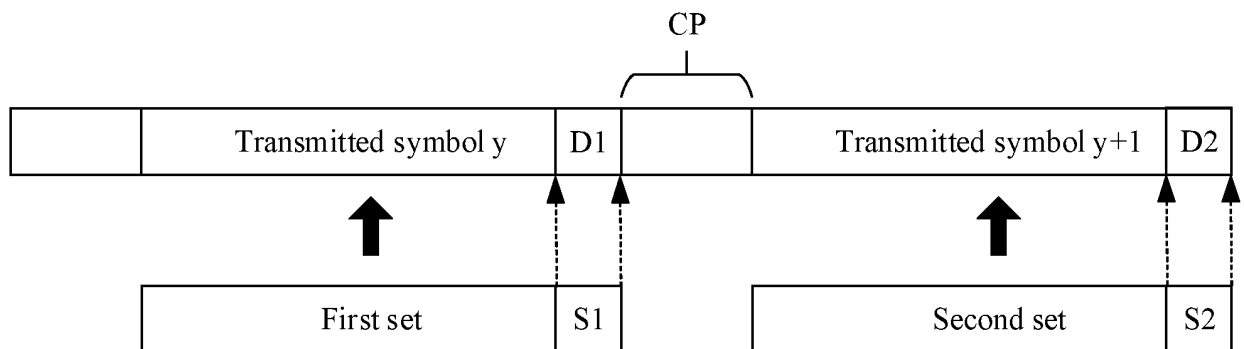 CP
Transmitted symbol y D1 Transmitted symbol y+1 D2
First set S1 Second set S2